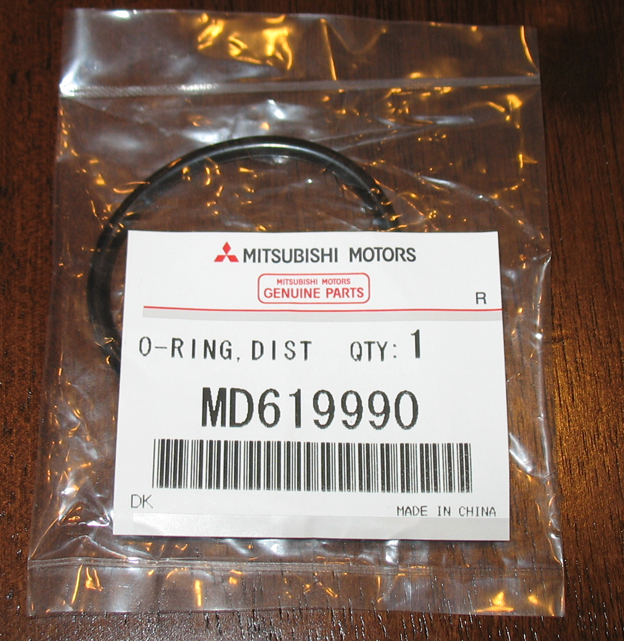 MITSUBISHI MOTORS
MITSUBISHI MOTORS
GENUINE PARTS
R
O-RING, DIST QTY: 1
MD619990
DK
MADE IN CHINA